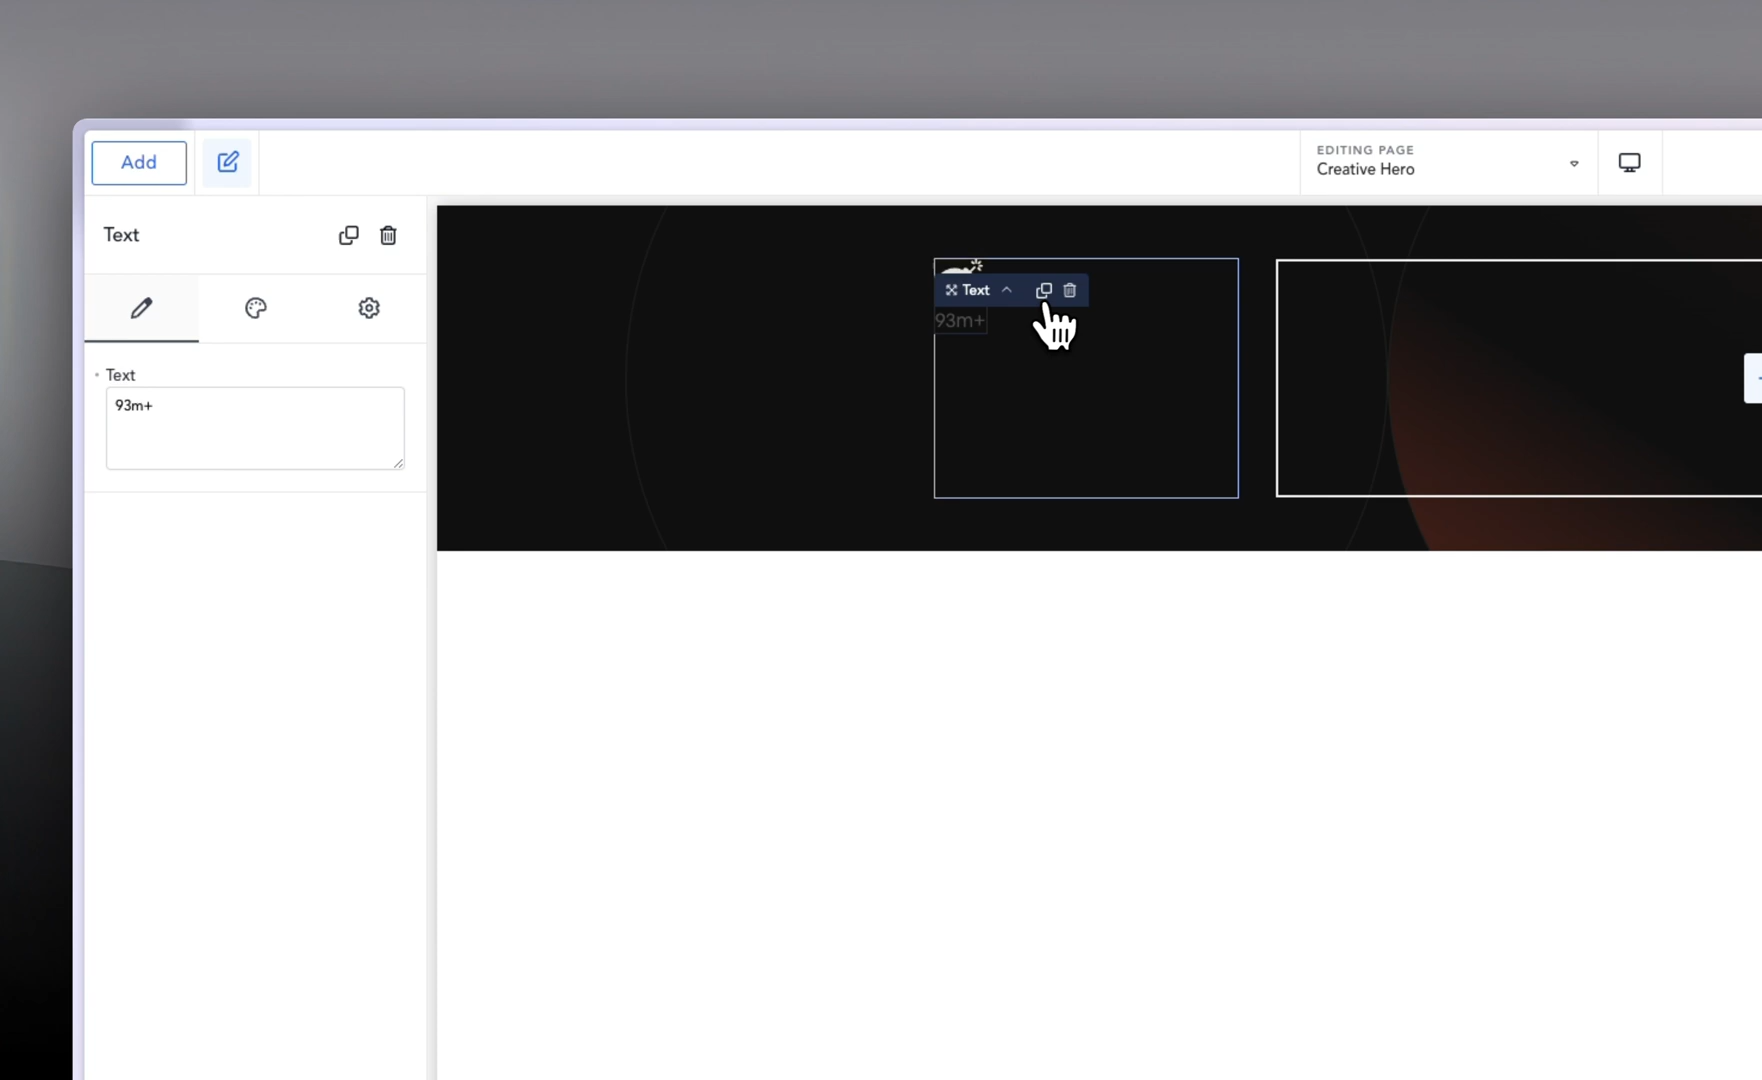 Add
EDITING PAGE
Creative Hero
Text
Text
93m+
Text
93m+